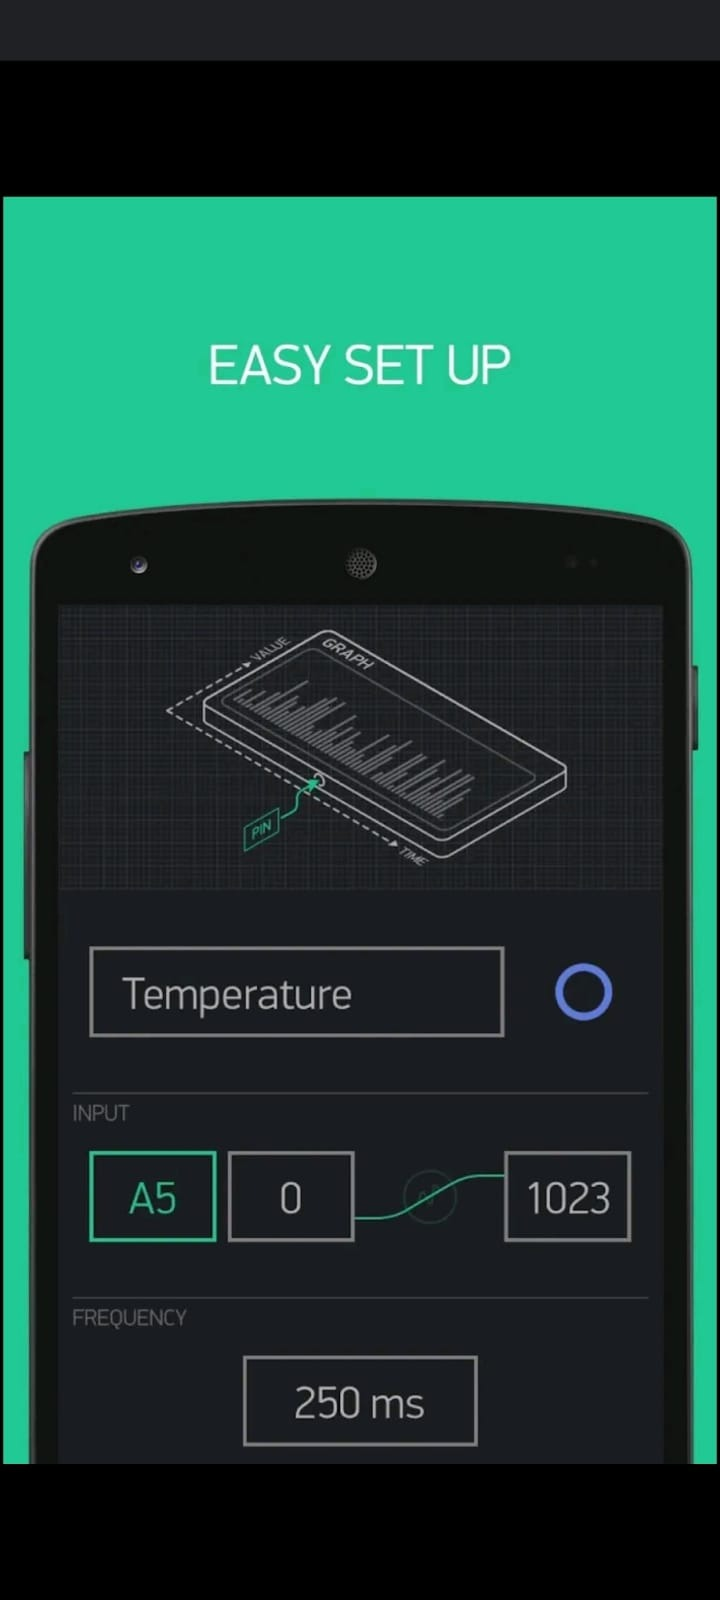 EASY SET UP
VALUE
GRAPH
PIN
TIME
Temperature
INPUT
A5 0 1023
FREQUENCY
250 ms